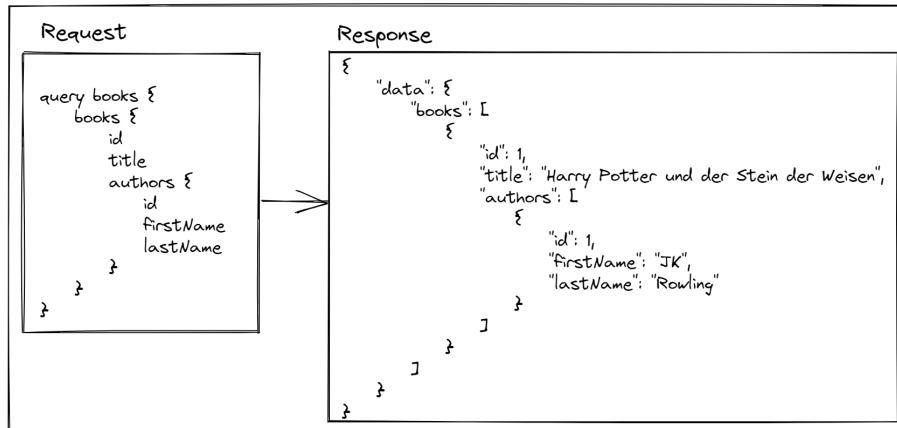 Request
query books {
books {
id
title
authors {
id
firstName
lastName
}
}
}
Response
{
"data": {
"books": [
{
"id": 1,
"title": "Harry Potter und der Stein der Weisen",
"authors": [
{
"id": 1,
"firstName": "JK",
"lastName": "Rowling"
}
]
}
]
}
}